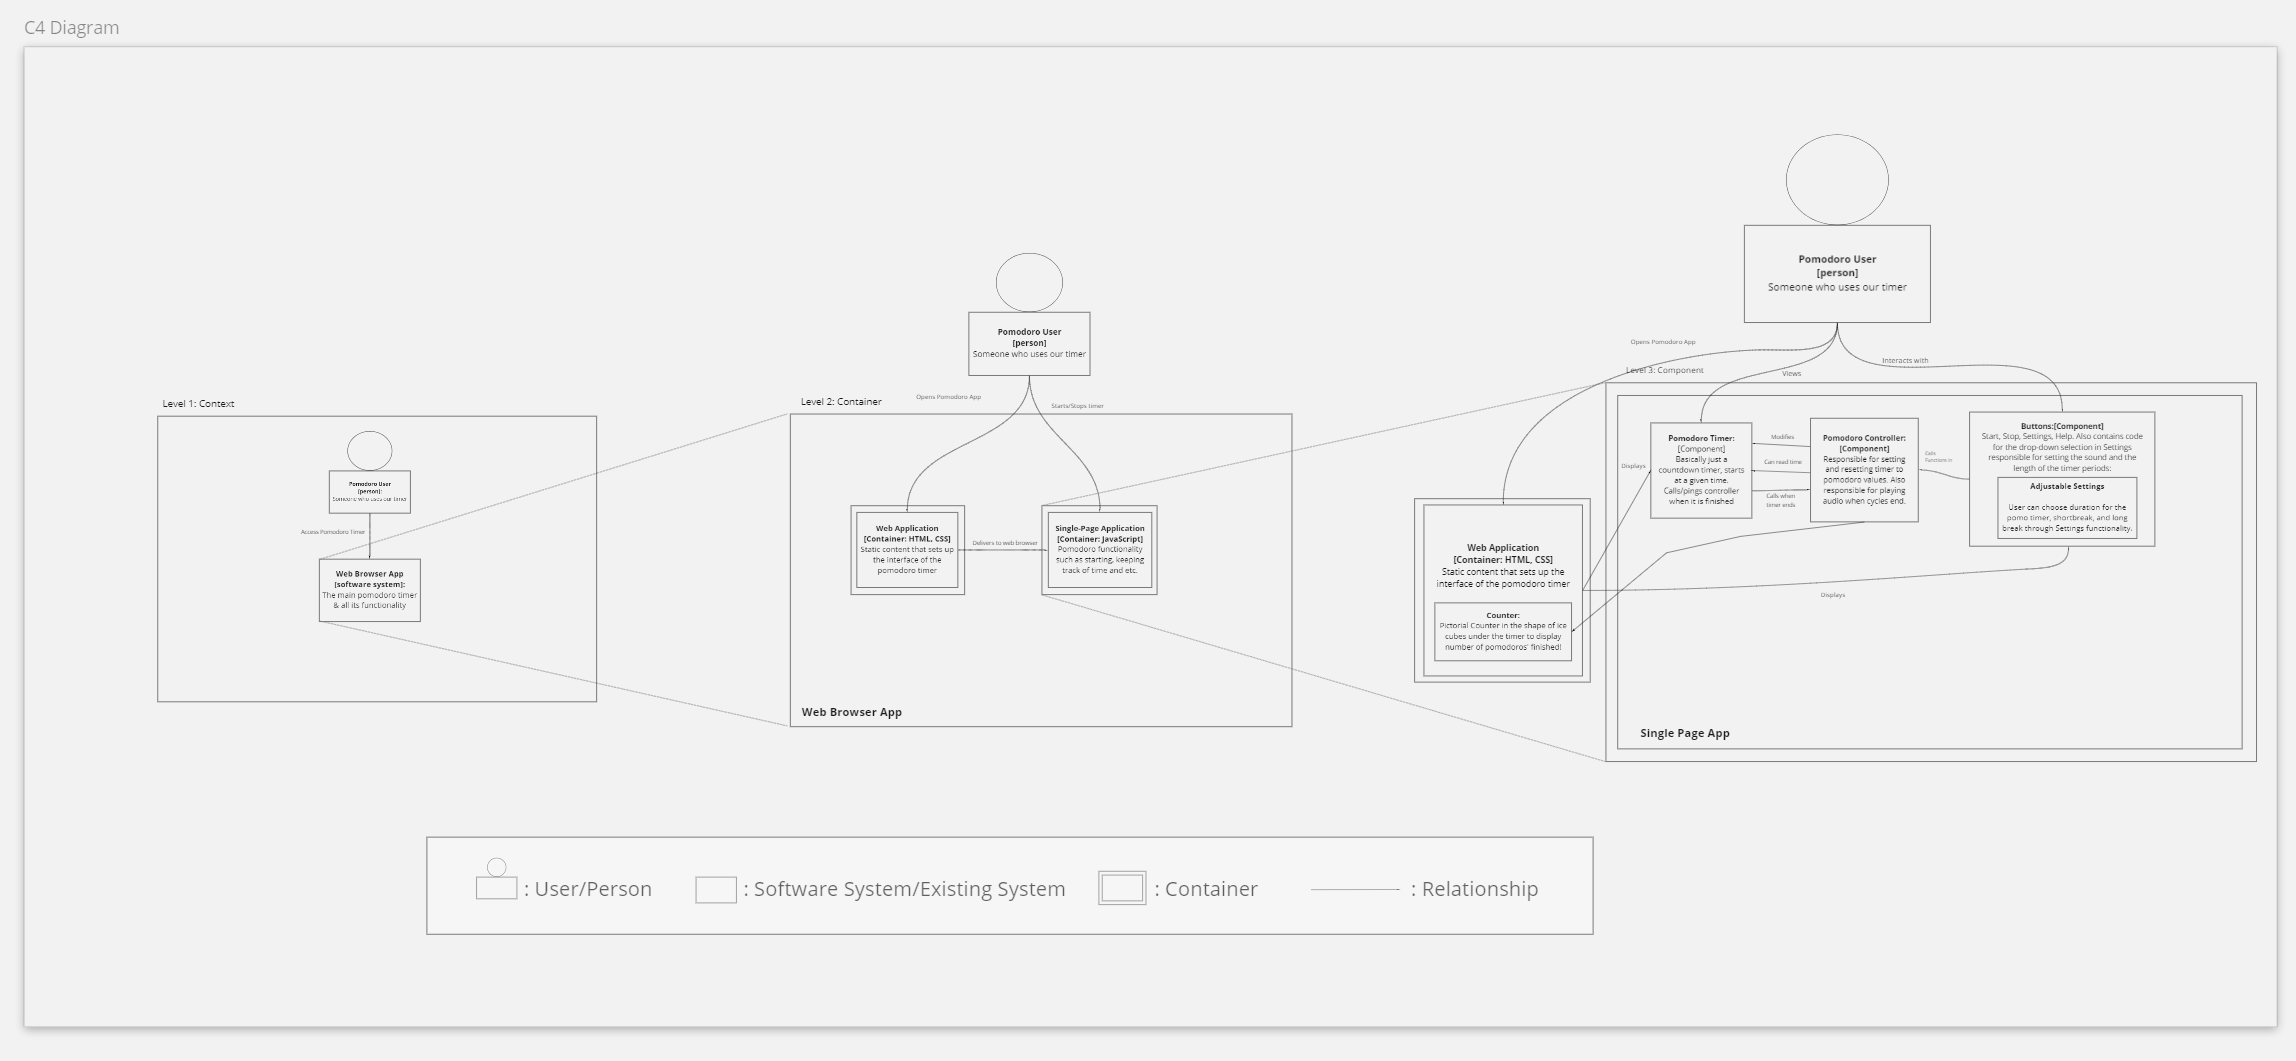 C4 Diagram
Level 1: Context
Pomodoro User
[person]:
Someone who uses our timer
Access Pomodoro Timer
Web Browser App
[software system]:
The main pomodoro timer
& all its functionality
Pomodoro User
[person]
Someone who uses our timer
Level 2: Container
Opens Pomodoro App
Starts/Stops timer
Web Application
[Container: HTML, CSS]
Static content that sets up
the interface of the
pomodoro timer
Delivers to web browser
Single-Page Application
[Container: JavaScript]
Pomodoro functionality
such as starting, keeping
track of time and etc.
Web Browser App
Pomodoro User
[person]
Someone who uses our timer
Opens Pomodoro App
Views
Interacts with
Level 3: Component
Web Application
[Container: HTML, CSS]
Static content that sets up the
interface of the pomodoro timer
Counter:
Pictorial Counter in the shape of ice
cubes under the timer to display
number of pomodoros' finished!
Displays
Pomodoro Timer:
[Component]
Basically just a
countdown timer, starts
at a given time.
Calls/pings controller
when it is finished
Modifies
Can read time
Calls when
timer ends
Pomodoro Controller:
[Component]
Responsible for setting
and resetting timer to
pomodoro values. Also
responsible for playing
audio when cycles end.
Calls
Functions in
Buttons:[Component]
Start, Stop, Settings, Help. Also contains code
for the drop-down selection in Settings
responsible for setting the sound and the
length of the timer periods:
Adjustable Settings
User can choose duration for the
pomo timer, shortbreak, and long
break through Settings functionality.
Displays
Single Page App
: User/Person
: Software System/Existing System
: Container
: Relationship